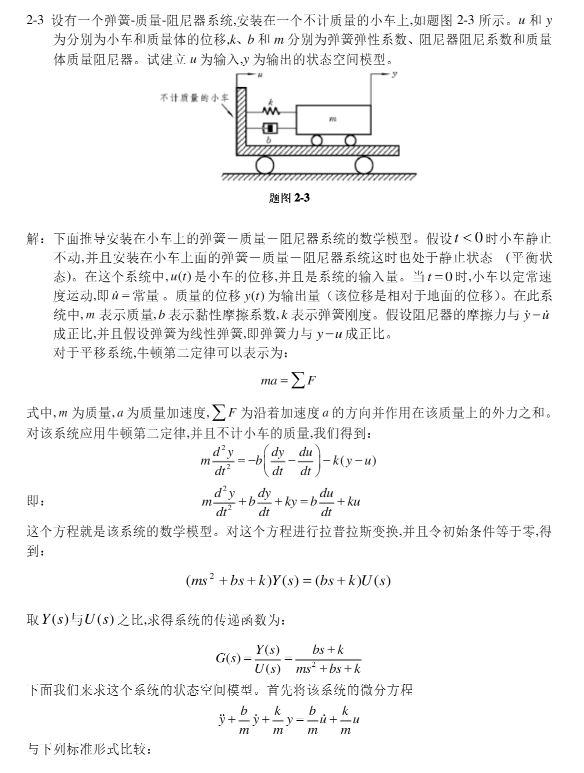 2-3 设有一个弹簧-质量-阻尼器系统,安装在一个不计质量的小车上,如题图 2-3 所示。u 和 y
为分别为小车和质量体的位移,k、b 和 m 分别为弹簧弹性系数、阻尼器阻尼系数和质量
体质量阻尼器。试建立 u 为输入,y 为输出的状态空间模型。
u
y
不计质量的小车
k
m
b
题图 2-3
解：下面推导安装在小车上的弹簧－质量－阻尼器系统的数学模型。假设 t < 0 时小车静止
不动,并且安装在小车上面的弹簧－质量－阻尼器系统这时也处于静止状态 (平衡状
态)。在这个系统中,u(t) 是小车的位移,并且是系统的输入量。当 t = 0 时,小车以定常速
度运动,即 u̇ = 常量 。质量的位移 y(t) 为输出量（该位移是相对于地面的位移）。在此系
统中,m 表示质量,b 表示黏性摩擦系数,k 表示弹簧刚度。假设阻尼器的摩擦力与 ẏ − u̇
成正比,并且假设弹簧为线性弹簧,即弹簧力与 y − u 成正比。
对于平移系统,牛顿第二定律可以表示为：
ma = ∑F
式中,m 为质量,a 为质量加速度,∑F 为沿着加速度 a 的方向并作用在该质量上的外力之和。
对该系统应用牛顿第二定律,并且不计小车的质量,我们得到：
m d²y/dt² = −b(dy/dt − du/dt) − k(y − u)
即： m d²y/dt² + b dy/dt + ky = b du/dt + ku
这个方程就是该系统的数学模型。对这个方程进行拉普拉斯变换,并且令初始条件等于零,得
到：
(ms² + bs + k)Y(s) = (bs + k)U(s)
取 Y(s) 与 U(s) 之比,求得系统的传递函数为：
G(s) = Y(s)/U(s) = (bs + k)/(ms² + bs + k)
下面我们来求这个系统的状态空间模型。首先将该系统的微分方程
ÿ + b/m ẏ + k/m y = b/m u̇ + k/m u
与下列标准形式比较：